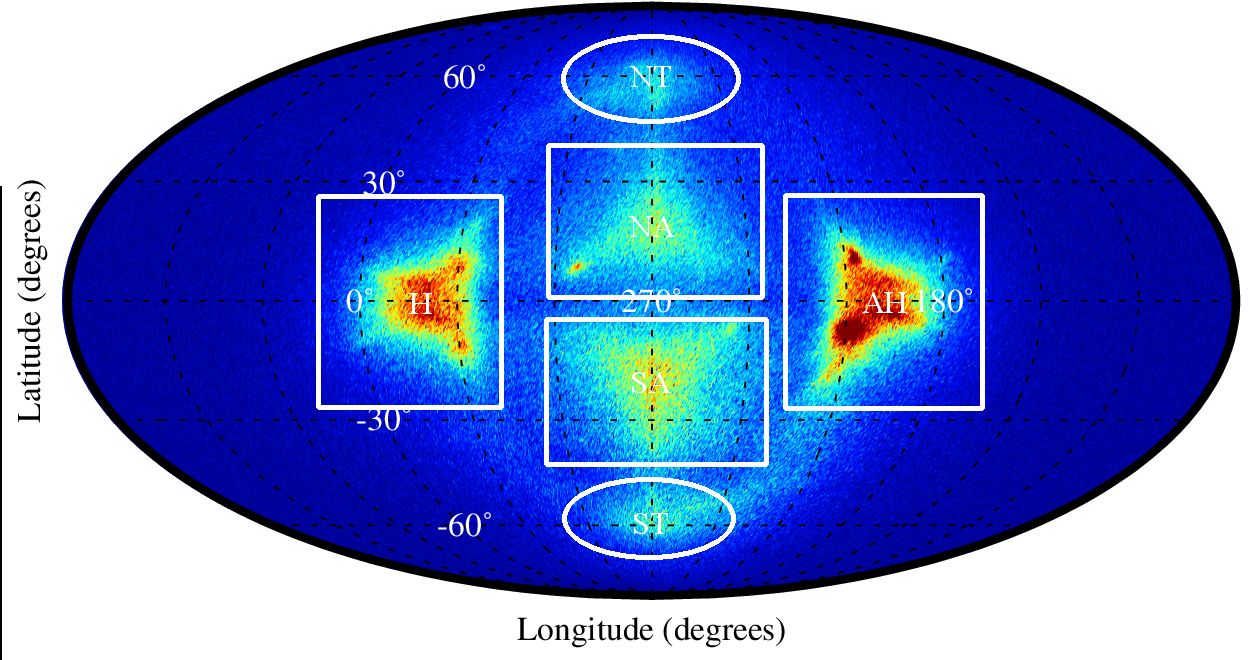 60°
NT
30°
NA
0°
H
270°
AH
180°
SA
-30°
-60°
ST
Latitude (degrees)
Longitude (degrees)